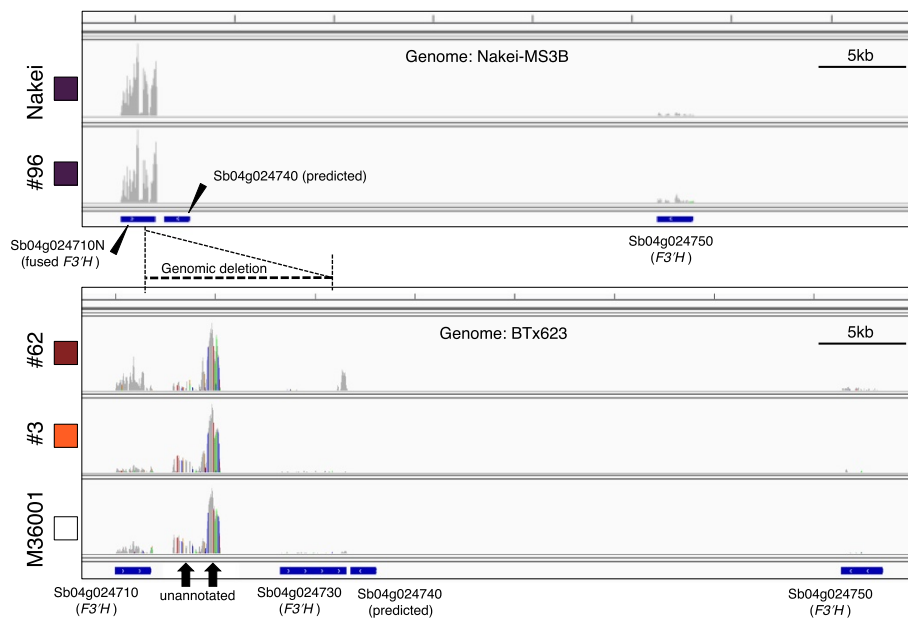 Genome: Nakei-MS3B
5kb
Nakei
#96
Sb04g024740 (predicted)
Sb04g024710N
(fused F3'H )
Sb04g024750
(F3'H )
Genomic deletion
Genome: BTx623
5kb
#62
#3
M36001
Sb04g024710
(F3'H )
unannotated
Sb04g024730
(F3'H )
Sb04g024740
(predicted)
Sb04g024750
(F3'H )